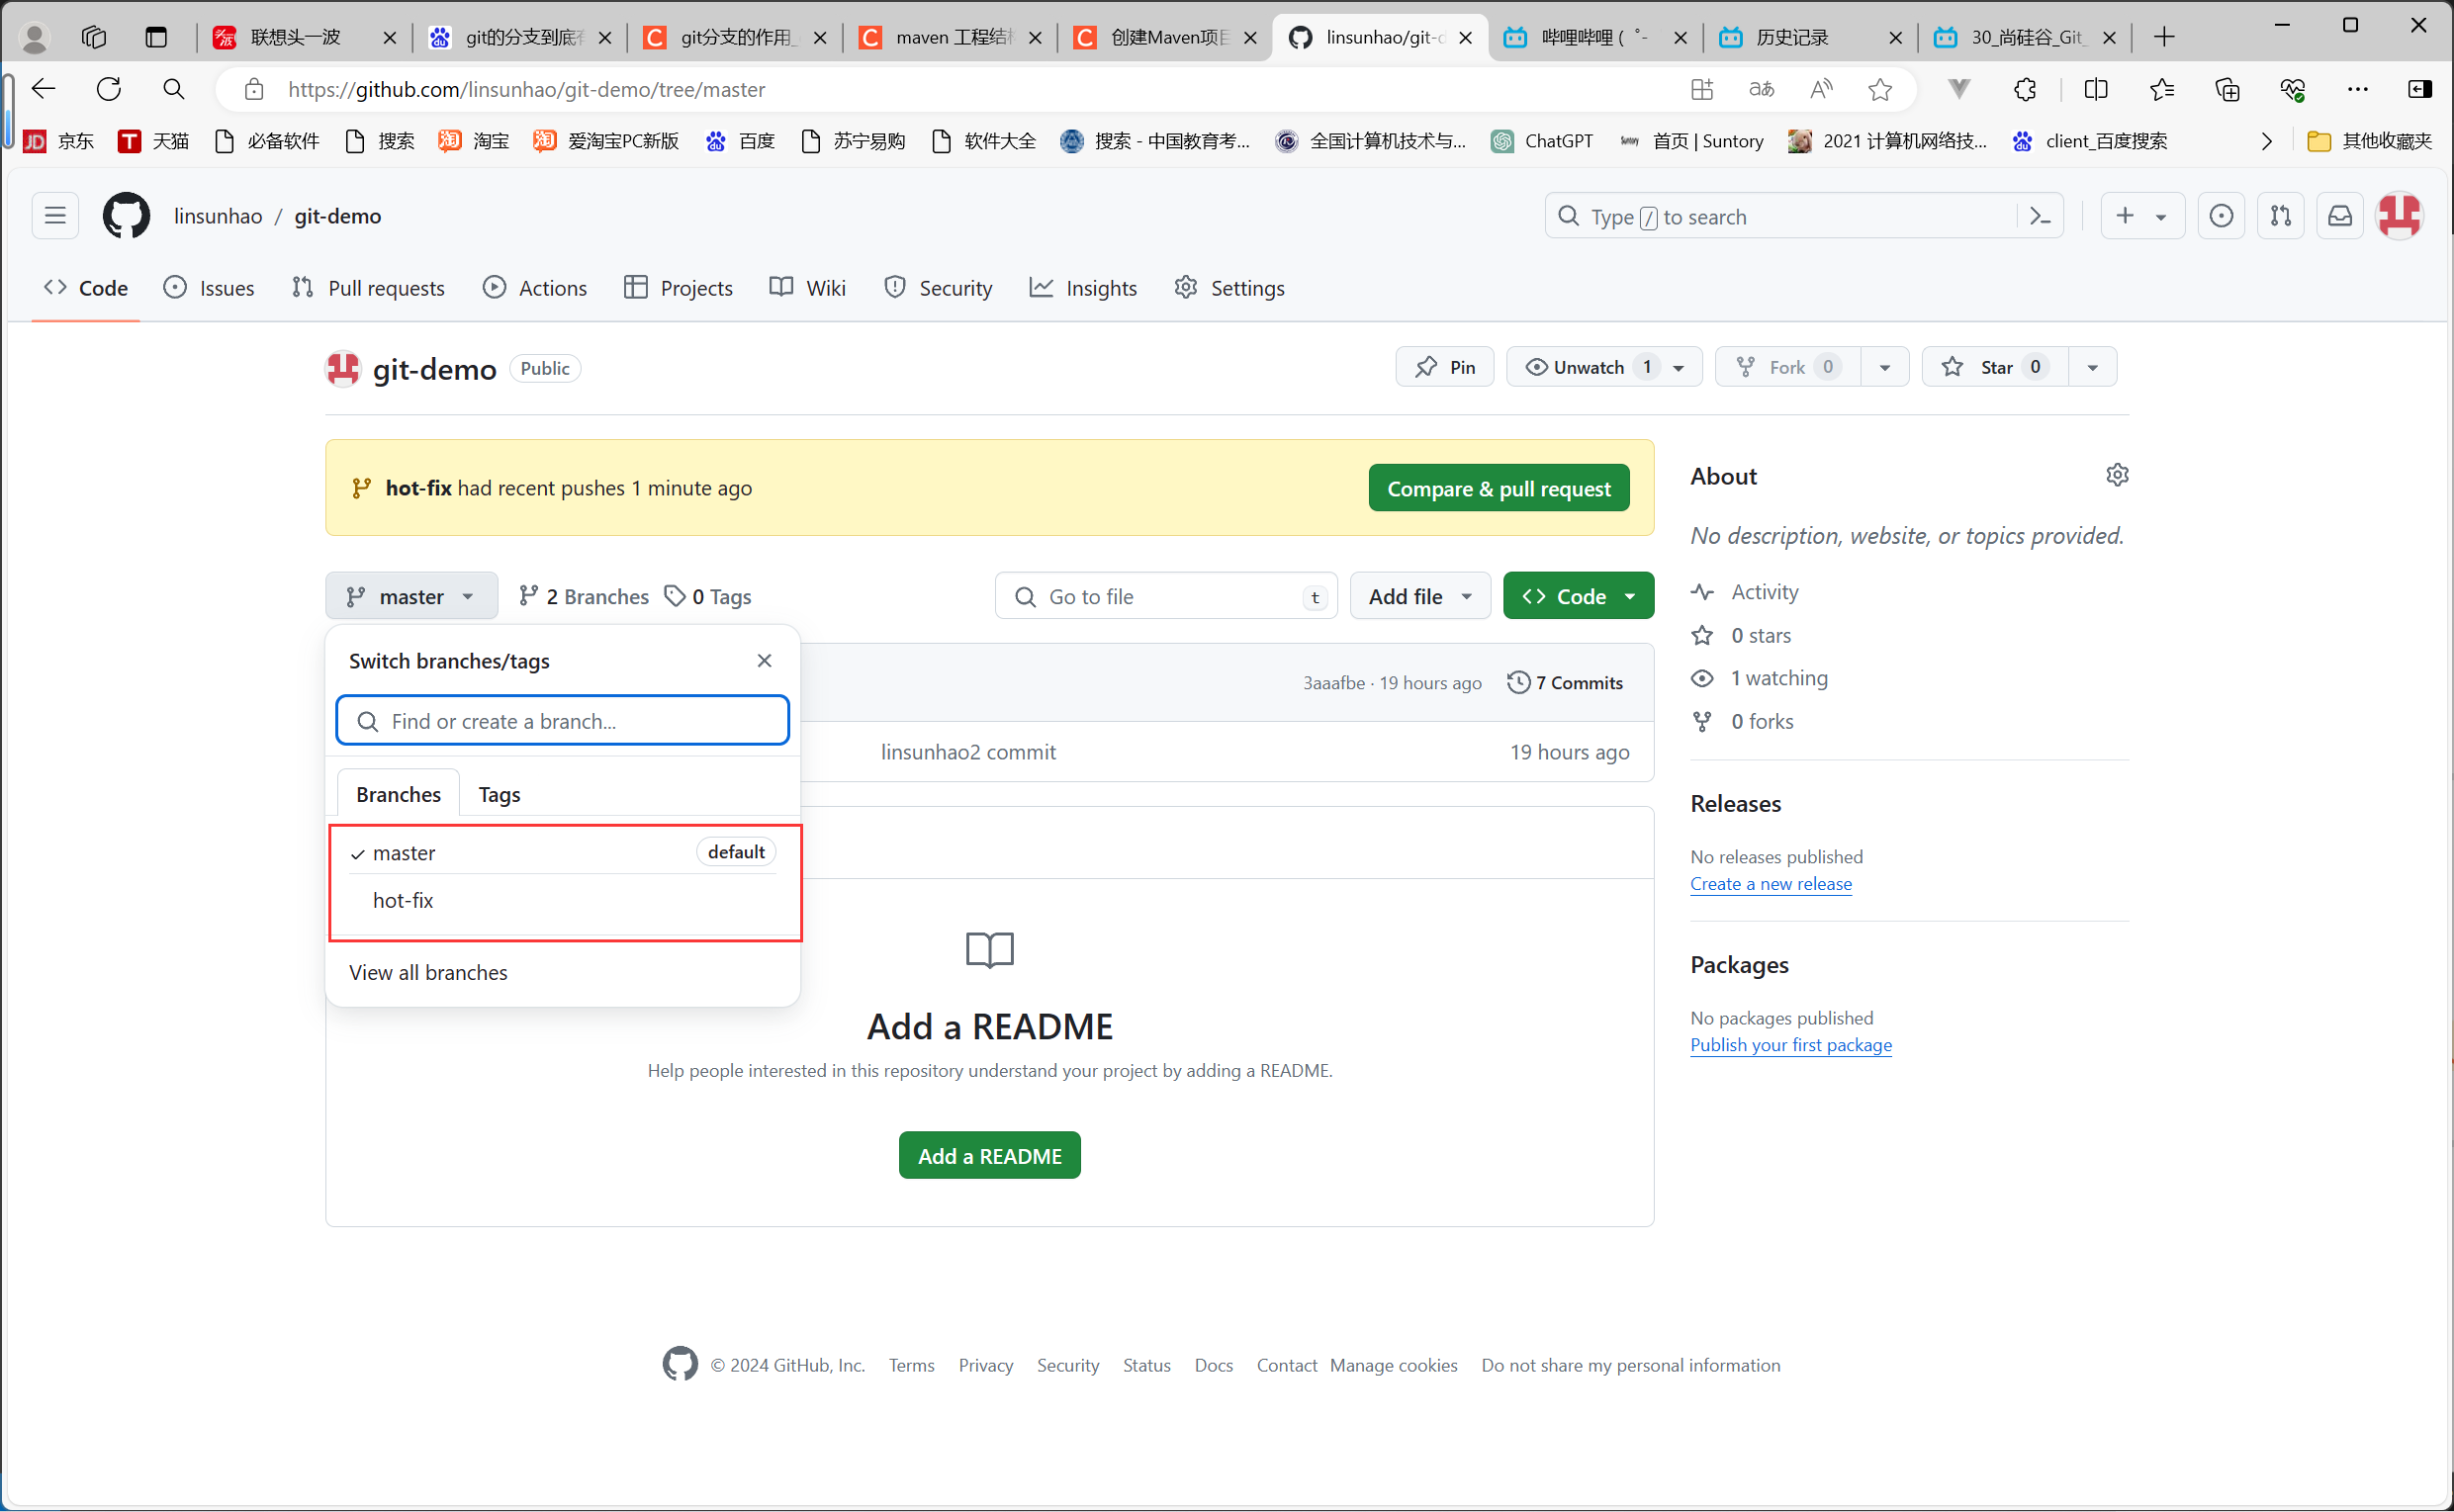 联想头一波
git的分支到底有
git分支的作用_
maven 工程结构
创建Maven项目
linsunhao/git-d
哔哩哔哩 ( ゜-
历史记录
30_尚硅谷_Git_
https://github.com/linsunhao/git-demo/tree/master
京东 天猫 必备软件 搜索 淘宝 爱淘宝PC新版 百度 苏宁易购 软件大全 搜索 - 中国教育考... 全国计算机技术与... ChatGPT 首页 | Suntory 2021 计算机网络技... client_百度搜索 其他收藏夹
linsunhao / git-demo
Type / to search
Code Issues Pull requests Actions Projects Wiki Security Insights Settings
git-demo Public
Pin Unwatch 1 Fork 0 Star 0
hot-fix had recent pushes 1 minute ago
Compare & pull request
master 2 Branches 0 Tags
Go to file t Add file Code
Switch branches/tags
Find or create a branch...
Branches Tags
master default
hot-fix
View all branches
3aaafbe · 19 hours ago 7 Commits
linsunhao2 commit 19 hours ago
Add a README
Help people interested in this repository understand your project by adding a README.
Add a README
About
No description, website, or topics provided.
Activity
0 stars
1 watching
0 forks
Releases
No releases published
Create a new release
Packages
No packages published
Publish your first package
© 2024 GitHub, Inc. Terms Privacy Security Status Docs Contact Manage cookies Do not share my personal information